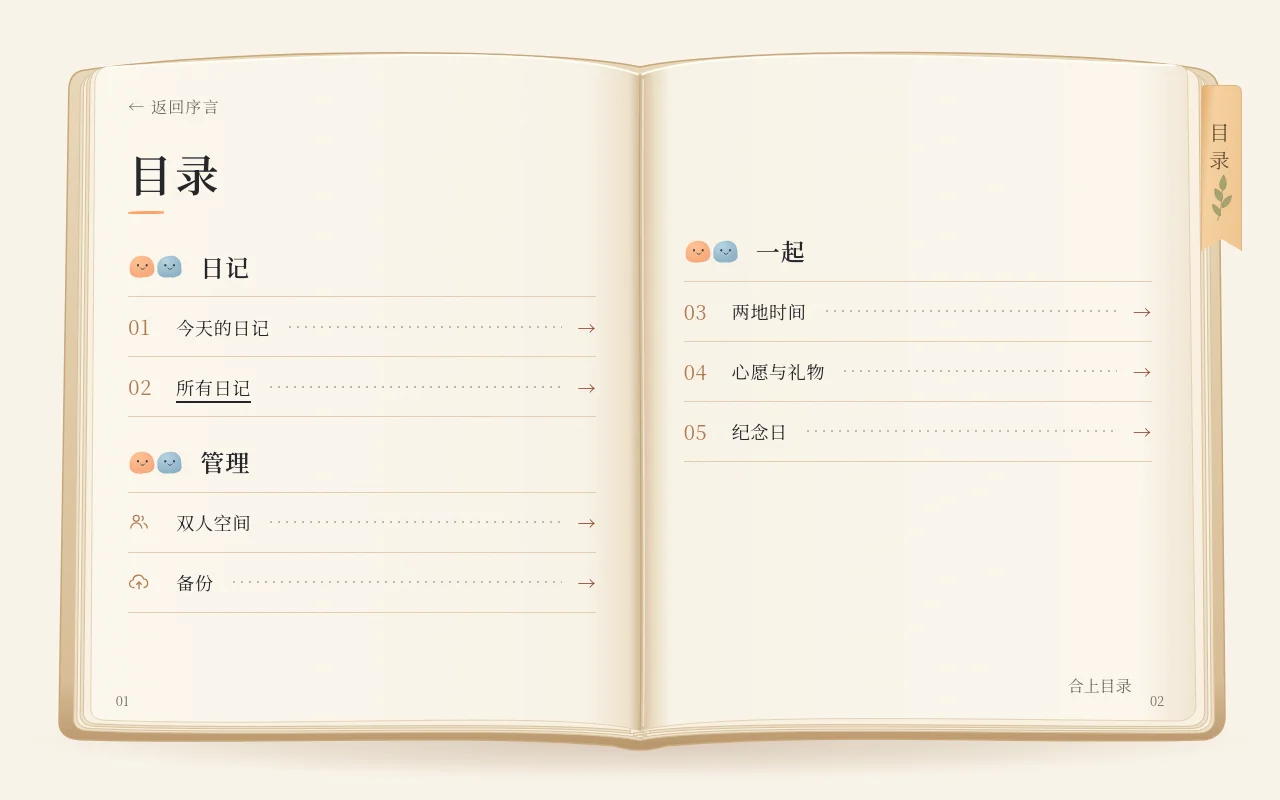 ← 返回序言
目录
日记
01 今天的日记 →
02 所有日记 →
管理
双人空间 →
备份 →
01
一起
03 两地时间 →
04 心愿与礼物 →
05 纪念日 →
合上目录
02
目录